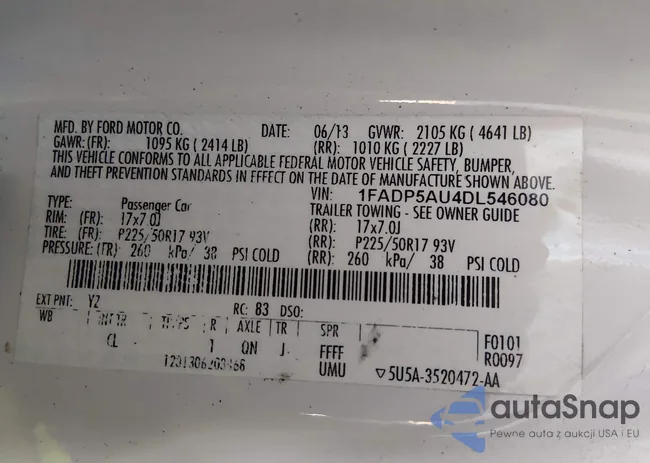 MFD. BY FORD MOTOR CO. DATE: 06/13 GVWR: 2105 KG ( 4641 LB)
GAWR:(FR): 1095 KG ( 2414 LB) (RR): 1010 KG ( 2227 LB)
THIS VEHICLE CONFORMS TO ALL APPLICABLE FEDERAL MOTOR VEHICLE SAFETY, BUMPER,
AND THEFT PREVENTION STANDARDS IN EFFECT ON THE DATE OF MANUFACTURE SHOWN ABOVE.
VIN: 1FADP5AU4DL546080
TYPE: Passenger Car TRAILER TOWING - SEE OWNER GUIDE
RIM: (FR): 17x7.0J (RR): 17x7.0J
TIRE: (FR): P225/50R17 93V (RR): P225/50R17 93V
PRESSURE: (FR): 260 kPa/ 38 PSI COLD (RR): 260 kPa/ 38 PSI COLD
EXT PNT: YZ RC: 83 DSO:
WB INT TR R AXLE TR SPR F0101
CL 1 QN J FFFF R0097
UMU ▽5U5A-3520472-AA
autaSnap
Pewne auta z aukcji USA i EU